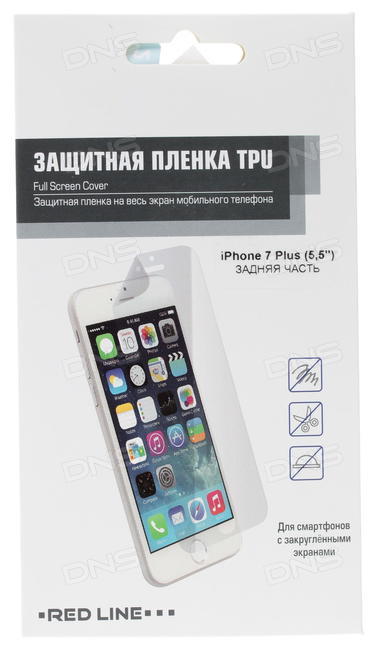 ЗАЩИТНАЯ ПЛЕНКА TPU
Full Screen Cover
Защитная пленка на весь экран мобильного телефона
iPhone 7 Plus (5,5")
ЗАДНЯЯ ЧАСТЬ
Для смартфонов
с закруглёнными
экранами
RED LINE
DNS